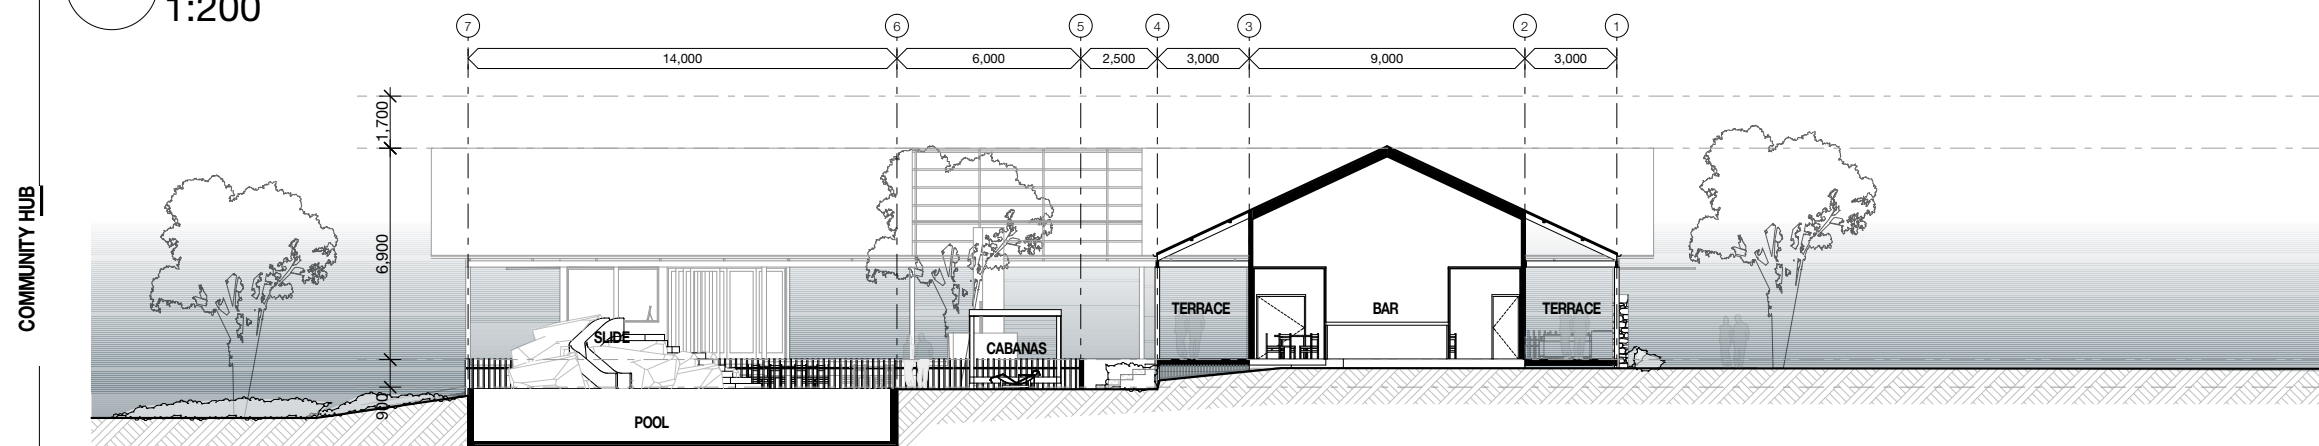 1:200
7 6 5 4 3 2 1
14,000 6,000 2,500 3,000 9,000 3,000
1,700
6,900
900
COMMUNITY HUB
SLIDE
CABANAS
TERRACE BAR TERRACE
POOL